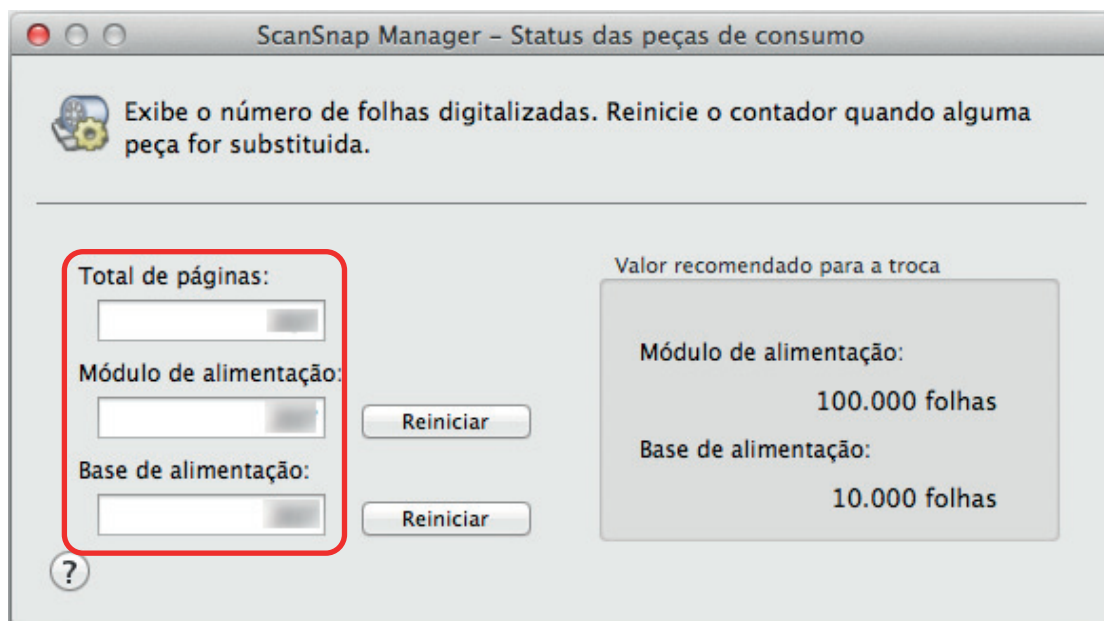 ScanSnap Manager – Status das peças de consumo
Exibe o número de folhas digitalizadas. Reinicie o contador quando alguma
peça for substituida.
Total de páginas:
Módulo de alimentação:
Reiniciar
Base de alimentação:
Reiniciar
Valor recomendado para a troca
Módulo de alimentação:
100.000 folhas
Base de alimentação:
10.000 folhas
?